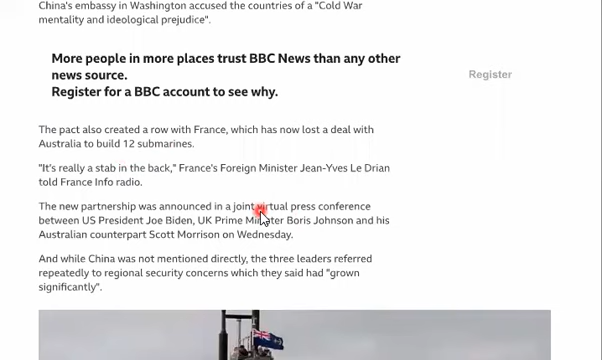 China's embassy in Washington accused the countries of a "Cold War
mentality and ideological prejudice".
More people in more places trust BBC News than any other
news source.
Register for a BBC account to see why.
Register
The pact also created a row with France, which has now lost a deal with
Australia to build 12 submarines.
"It's really a stab in the back," France's Foreign Minister Jean-Yves Le Drian
told France Info radio.
The new partnership was announced in a joint virtual press conference
between US President Joe Biden, UK Prime Minister Boris Johnson and his
Australian counterpart Scott Morrison on Wednesday.
And while China was not mentioned directly, the three leaders referred
repeatedly to regional security concerns which they said had "grown
significantly".